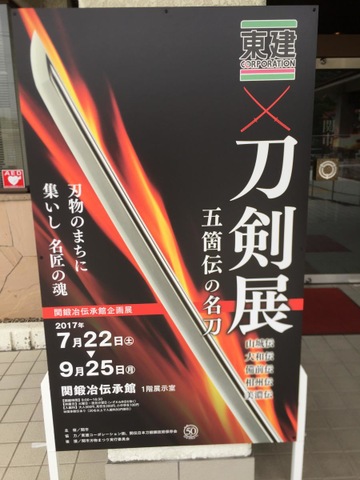 東建
CORPORATION
×
刀剣展
五箇伝の名刀
山城伝
大和伝
備前伝
相州伝
美濃伝
刃物のまちに
集いし 名匠の魂
関鍛冶伝承館企画展
2017年
7月22日(土)
9月25日(月)
関鍛冶伝承館 1階展示室
AED